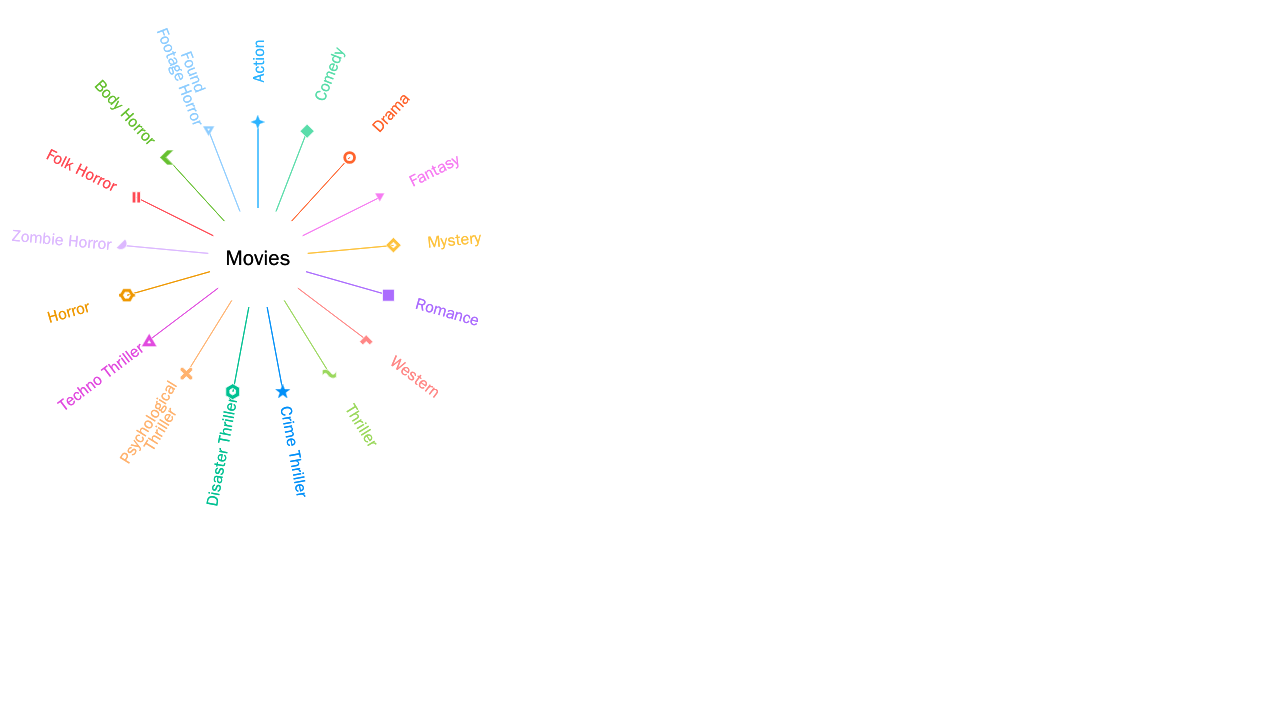 Movies
Action
Comedy
Drama
Fantasy
Mystery
Romance
Western
Thriller
Crime Thriller
Disaster Thriller
Psychological
Thriller
Techno Thriller
Horror
Zombie Horror
Folk Horror
Body Horror
Found
Footage Horror